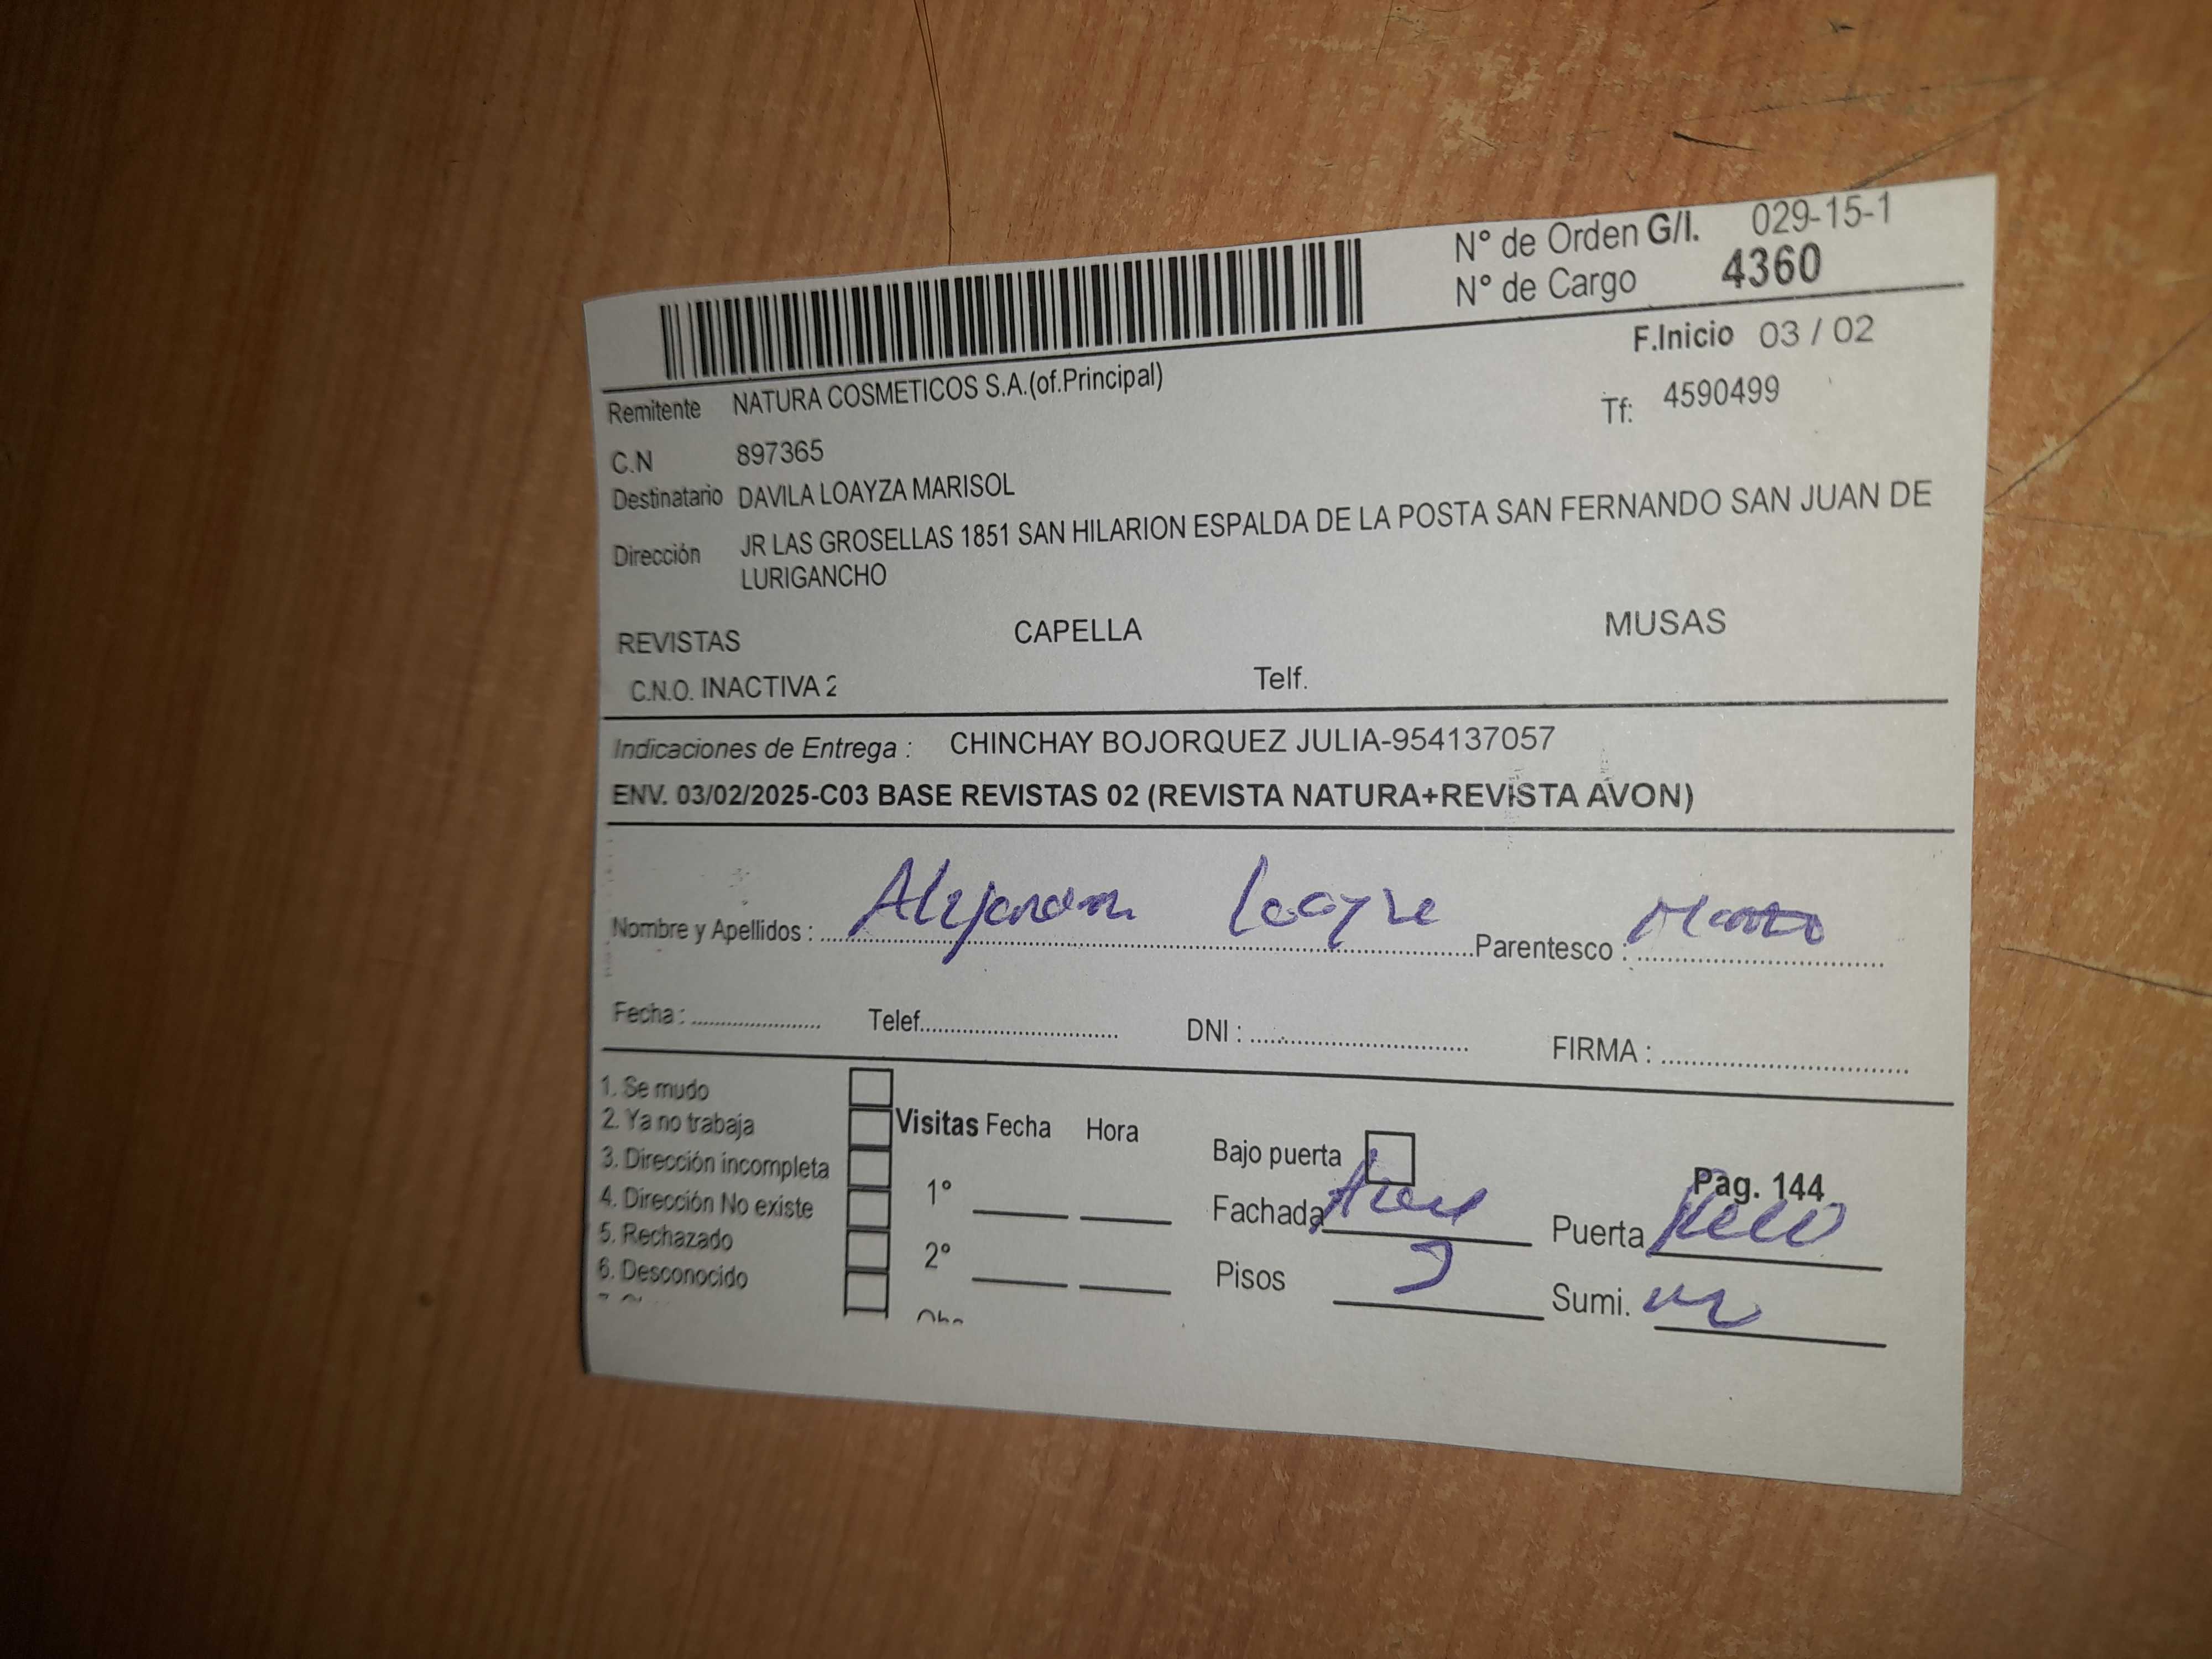 N° de Orden G/I. 029-15-1
N° de Cargo 4360
F.Inicio 03 / 02
Remitente NATURA COSMETICOS S.A.(of.Principal)
Tf: 4590499
C.N 897365
Destinatario DAVILA LOAYZA MARISOL
Dirección JR LAS GROSELLAS 1851 SAN HILARION ESPALDA DE LA POSTA SAN FERNANDO SAN JUAN DE
LURIGANCHO
REVISTAS CAPELLA MUSAS
C.N.O. INACTIVA 2 Telf.
Indicaciones de Entrega : CHINCHAY BOJORQUEZ JULIA-954137057
ENV. 03/02/2025-C03 BASE REVISTAS 02 (REVISTA NATURA+REVISTA AVON)
Nombre y Apellidos : Parentesco :
Fecha : Telef. DNI : FIRMA :
1. Se mudo
2. Ya no trabaja
3. Dirección incompleta
4. Dirección No existe
5. Rechazado
6. Desconocido
Visitas Fecha Hora
1°
2°
Bajo puerta
Pag. 144
Fachada Puerta
Pisos Sumi.